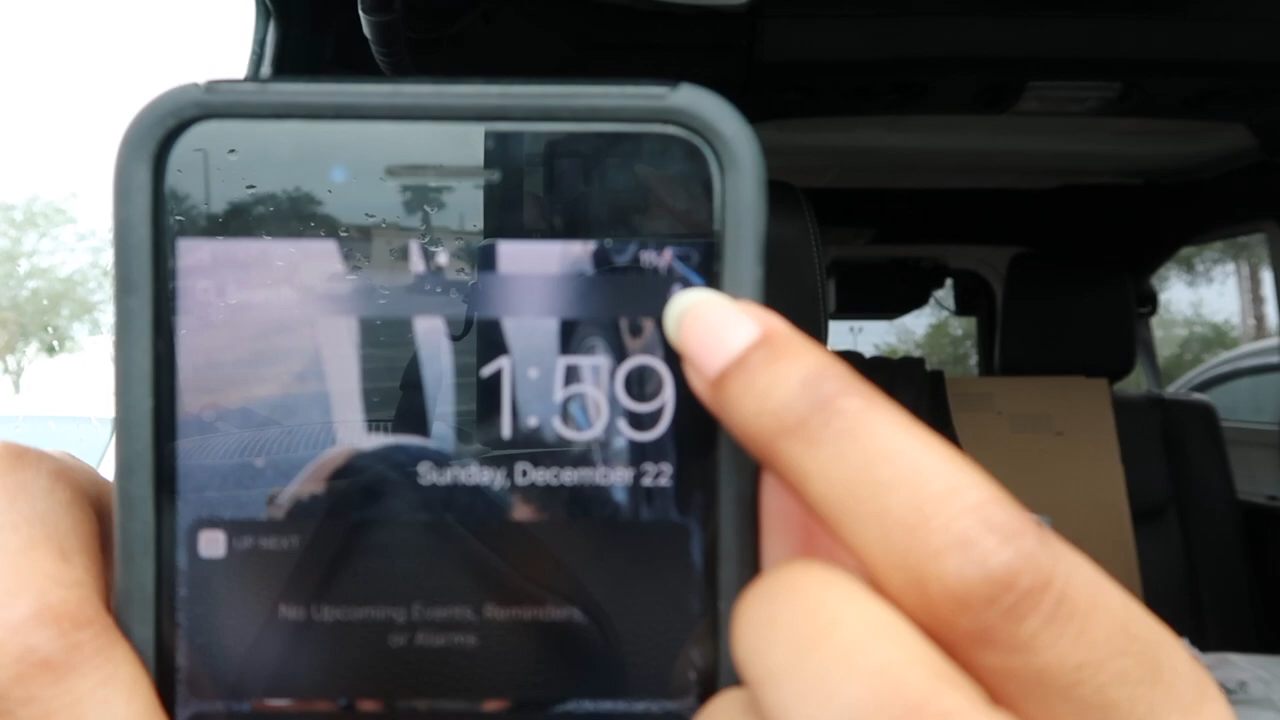 1:59
Sunday, December 22
UP NEXT
No Upcoming Events, Reminders,
or Alarms